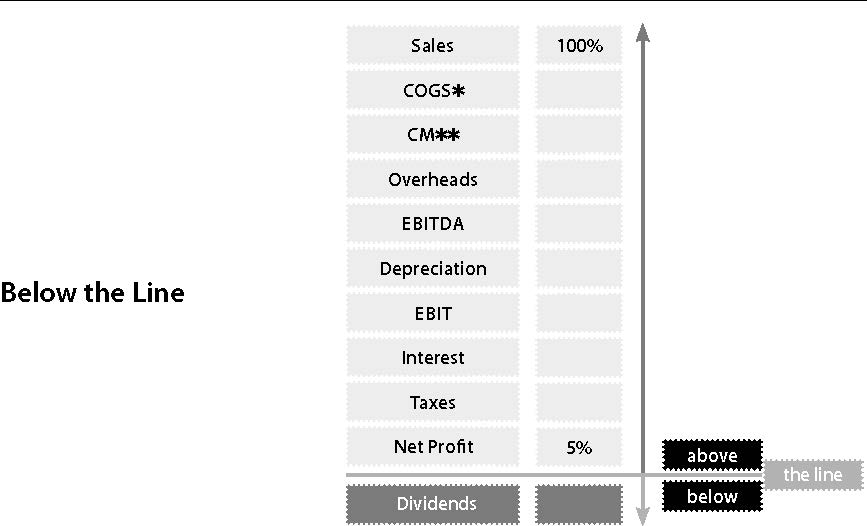 Below the Line
Sales 100%
COGS✱
CM✱✱
Overheads
EBITDA
Depreciation
EBIT
Interest
Taxes
Net Profit 5%
above
the line
below
Dividends